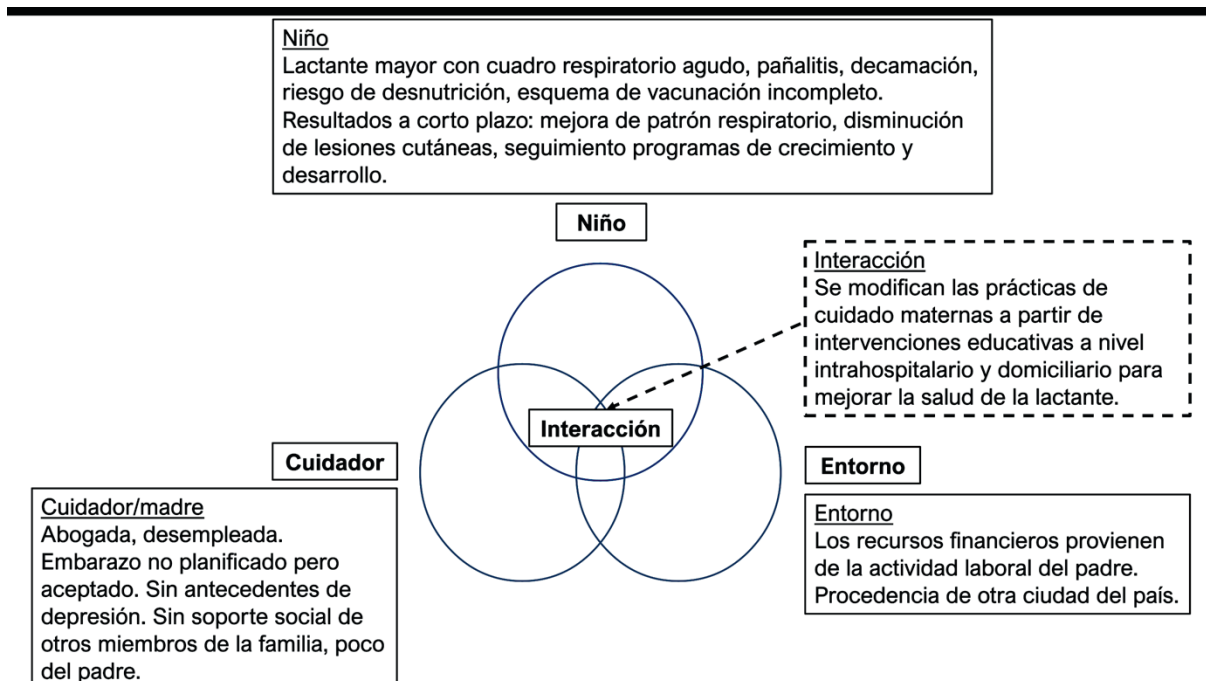 Niño
Lactante mayor con cuadro respiratorio agudo, pañalitis, decamación,
riesgo de desnutrición, esquema de vacunación incompleto.
Resultados a corto plazo: mejora de patrón respiratorio, disminución
de lesiones cutáneas, seguimiento programas de crecimiento y
desarrollo.
Niño
Interacción
Se modifican las prácticas de
cuidado maternas a partir de
intervenciones educativas a nivel
intrahospitalario y domiciliario para
mejorar la salud de la lactante.
Interacción
Cuidador
Entorno
Cuidador/madre
Abogada, desempleada.
Embarazo no planificado pero
aceptado. Sin antecedentes de
depresión. Sin soporte social de
otros miembros de la familia, poco
del padre.
Entorno
Los recursos financieros provienen
de la actividad laboral del padre.
Procedencia de otra ciudad del país.